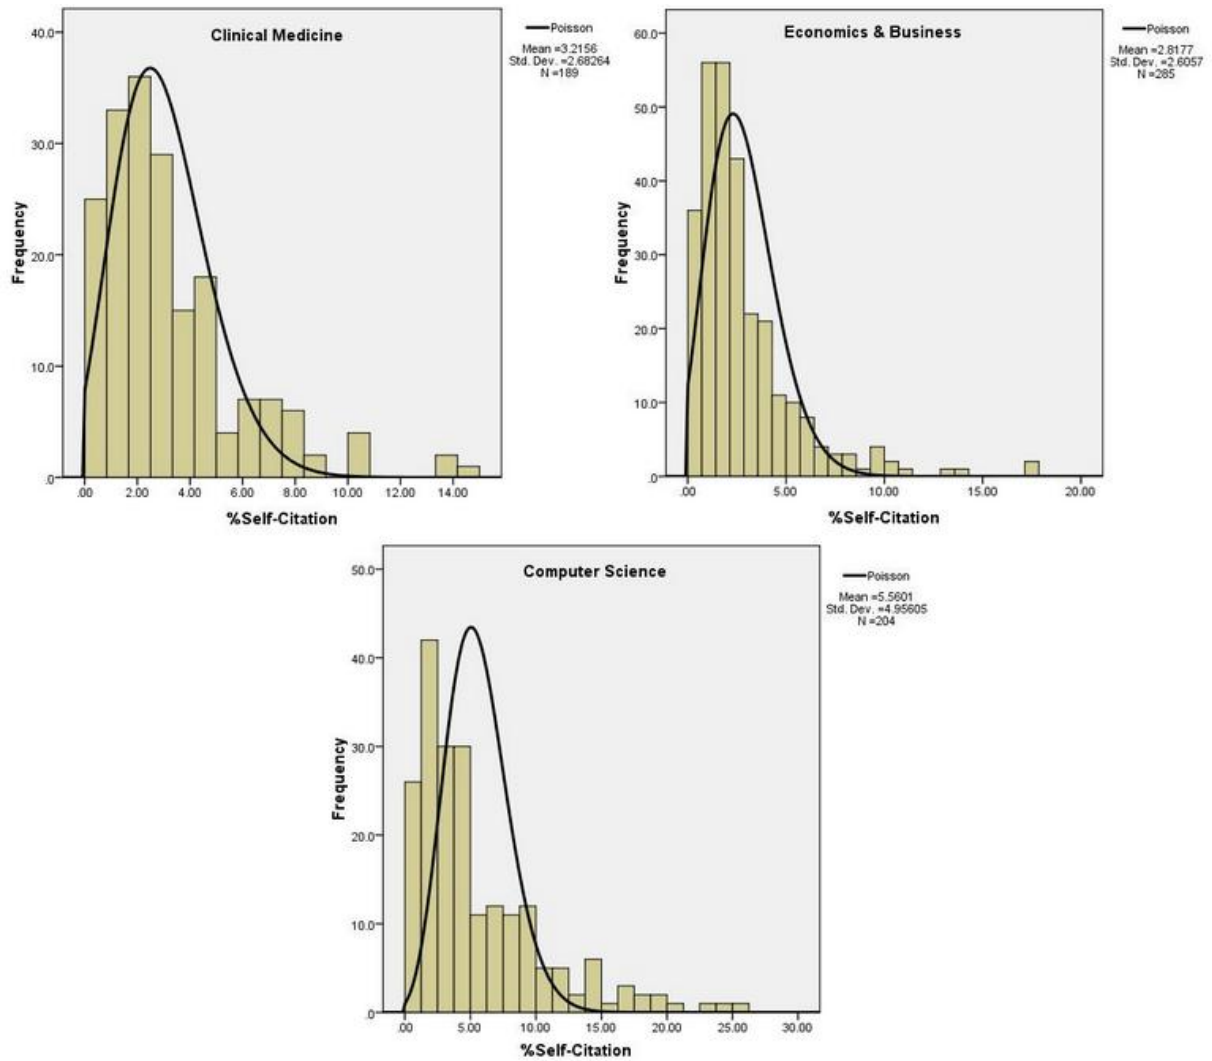 Clinical Medicine
Poisson
Mean =3.2156
Std. Dev. =2.68264
N =189
40.0
30.0
20.0
10.0
.0
Frequency
.00 2.00 4.00 6.00 8.00 10.00 12.00 14.00
%Self-Citation
Economics & Business
Poisson
Mean =2.8177
Std. Dev. =2.6057
N =285
60.0
50.0
40.0
30.0
20.0
10.0
.0
Frequency
.00 5.00 10.00 15.00 20.00
%Self-Citation
Computer Science
Poisson
Mean =5.5601
Std. Dev. =4.95605
N =204
50.0
40.0
30.0
20.0
10.0
.0
Frequency
.00 5.00 10.00 15.00 20.00 25.00 30.00
%Self-Citation